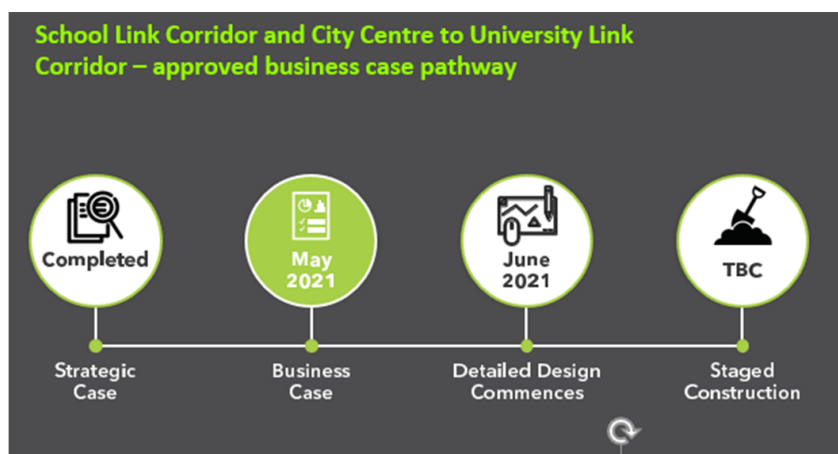 School Link Corridor and City Centre to University Link
Corridor – approved business case pathway
Completed
May
2021
June
2021
TBC
Strategic
Case
Business
Case
Detailed Design
Commences
Staged
Construction